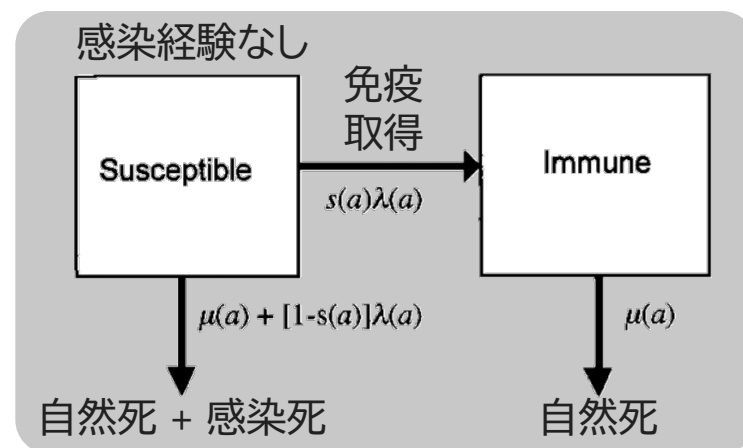 感染経験なし
免疫
取得
Susceptible
Immune
s(a)λ(a)
μ(a) + [1-s(a)]λ(a)
μ(a)
自然死 + 感染死
自然死